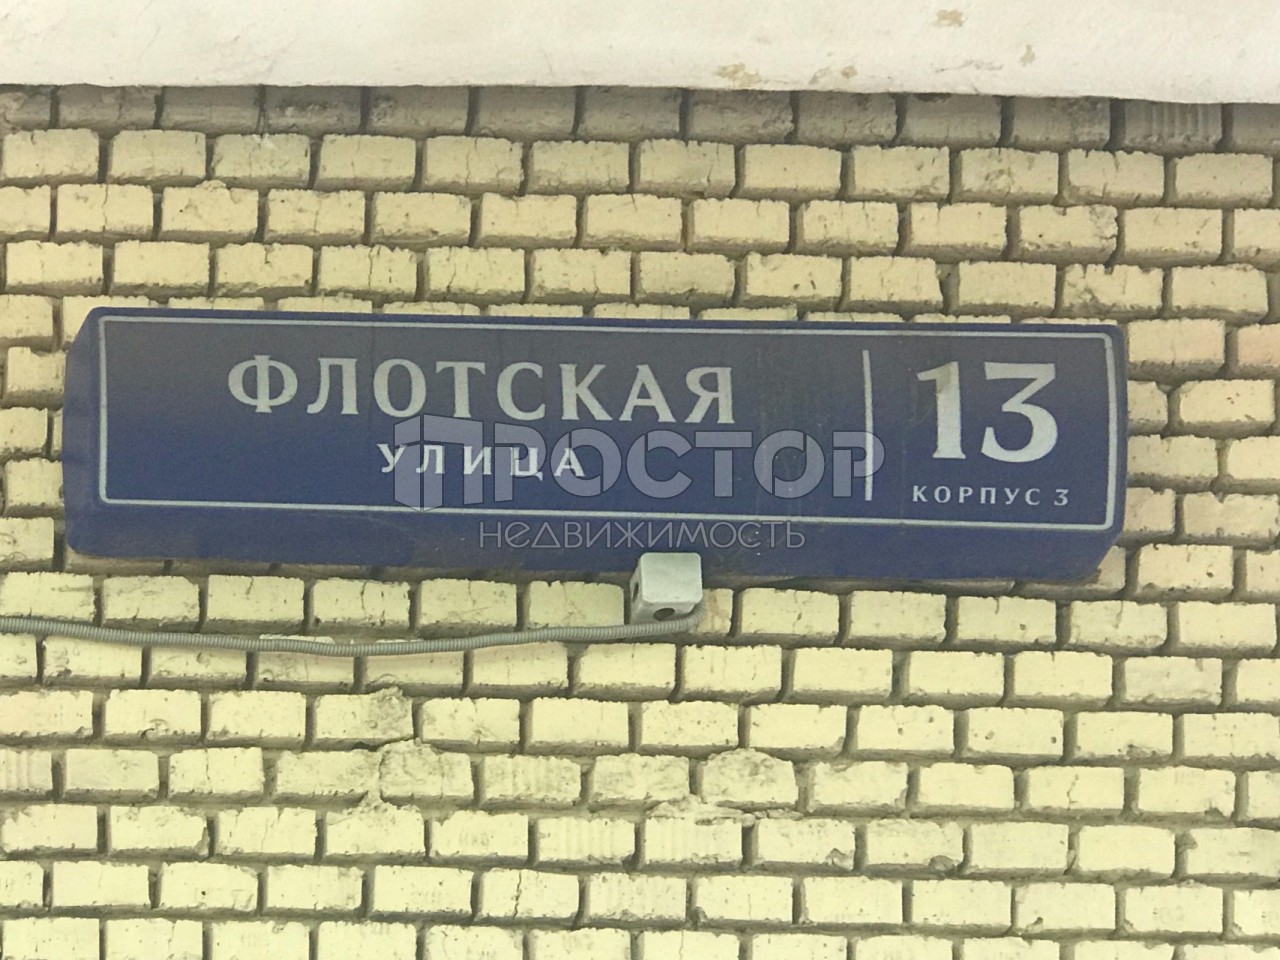 ФЛОТСКАЯ
УЛИЦА
13
КОРПУС 3
ПРОСТОР
НЕДВИЖИМОСТЬ